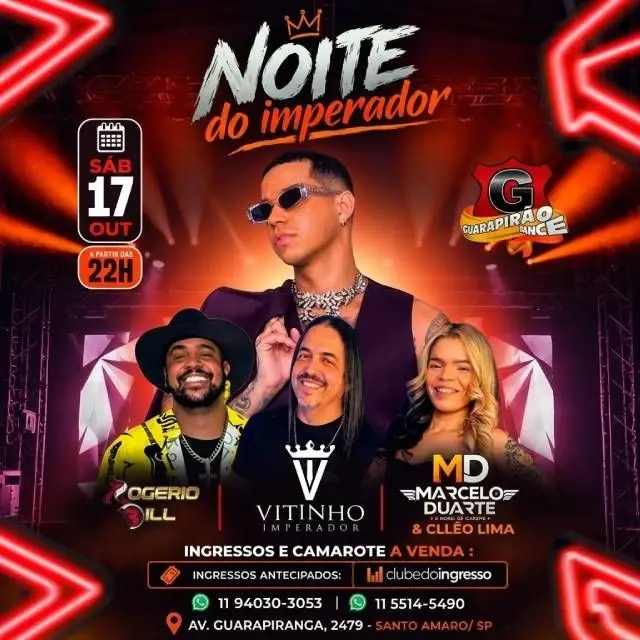 NOITE
do imperador
SÁB
17
OUT
A PARTIR DAS
22H
G
GUARAPIRÃO
DANCE
ROGERIO
BILL
VITINHO
IMPERADOR
MD
MARCELO
DUARTE
& CLLÉO LIMA
INGRESSOS E CAMAROTE A VENDA :
INGRESSOS ANTECIPADOS: clubedoingresso
11 94030-3053 | 11 5514-5490
AV. GUARAPIRANGA, 2479 - SANTO AMARO/ SP